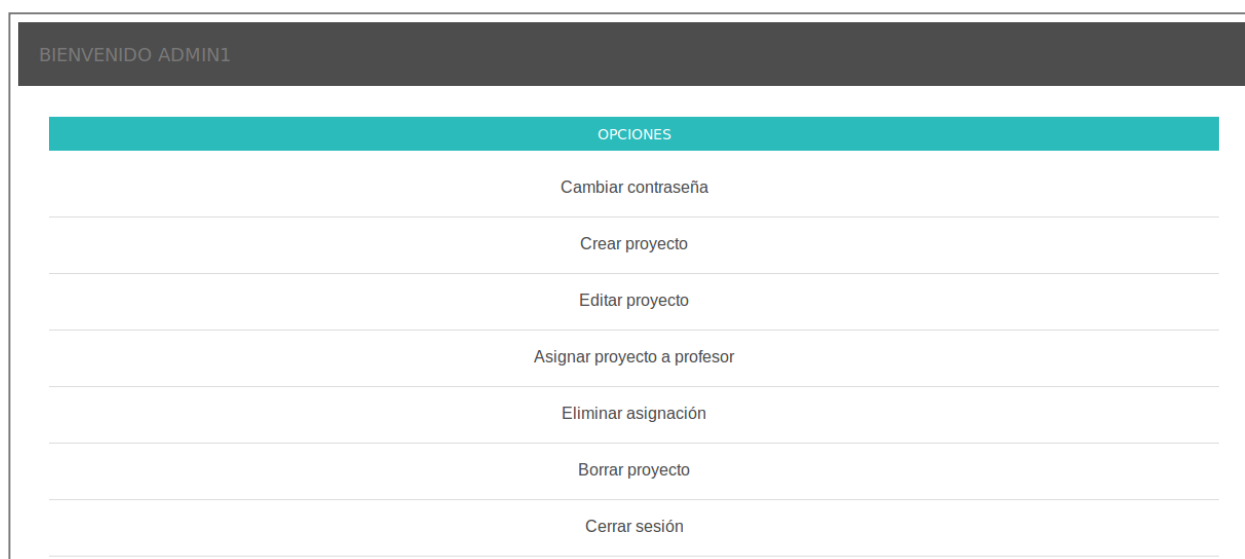 BIENVENIDO ADMIN1
OPCIONES
Cambiar contraseña
Crear proyecto
Editar proyecto
Asignar proyecto a profesor
Eliminar asignación
Borrar proyecto
Cerrar sesión